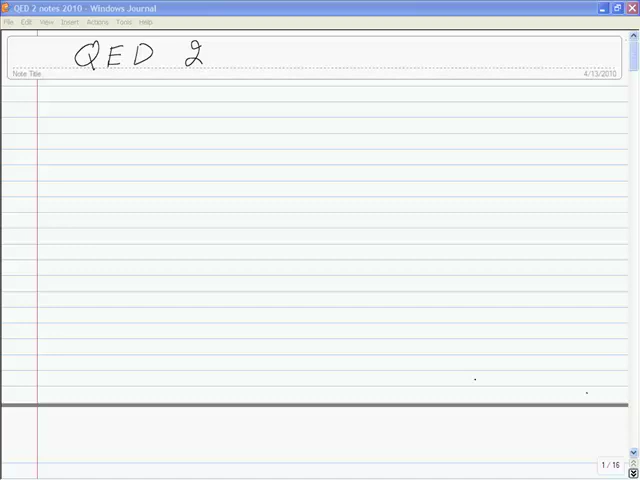 QED 2 notes 2010 - Windows Journal
File Edit View Insert Actions Tools Help
QED 2
Note Title 4/13/2010
1 / 16